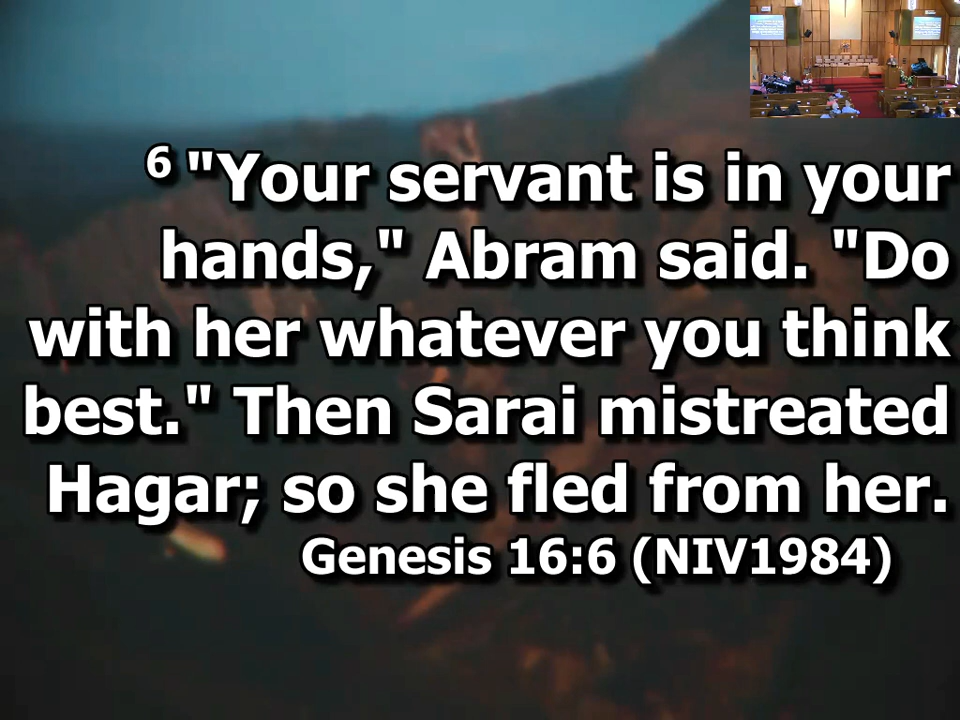 6 "Your servant is in your
hands," Abram said. "Do
with her whatever you think
best." Then Sarai mistreated
Hagar; so she fled from her.
Genesis 16:6 (NIV1984)